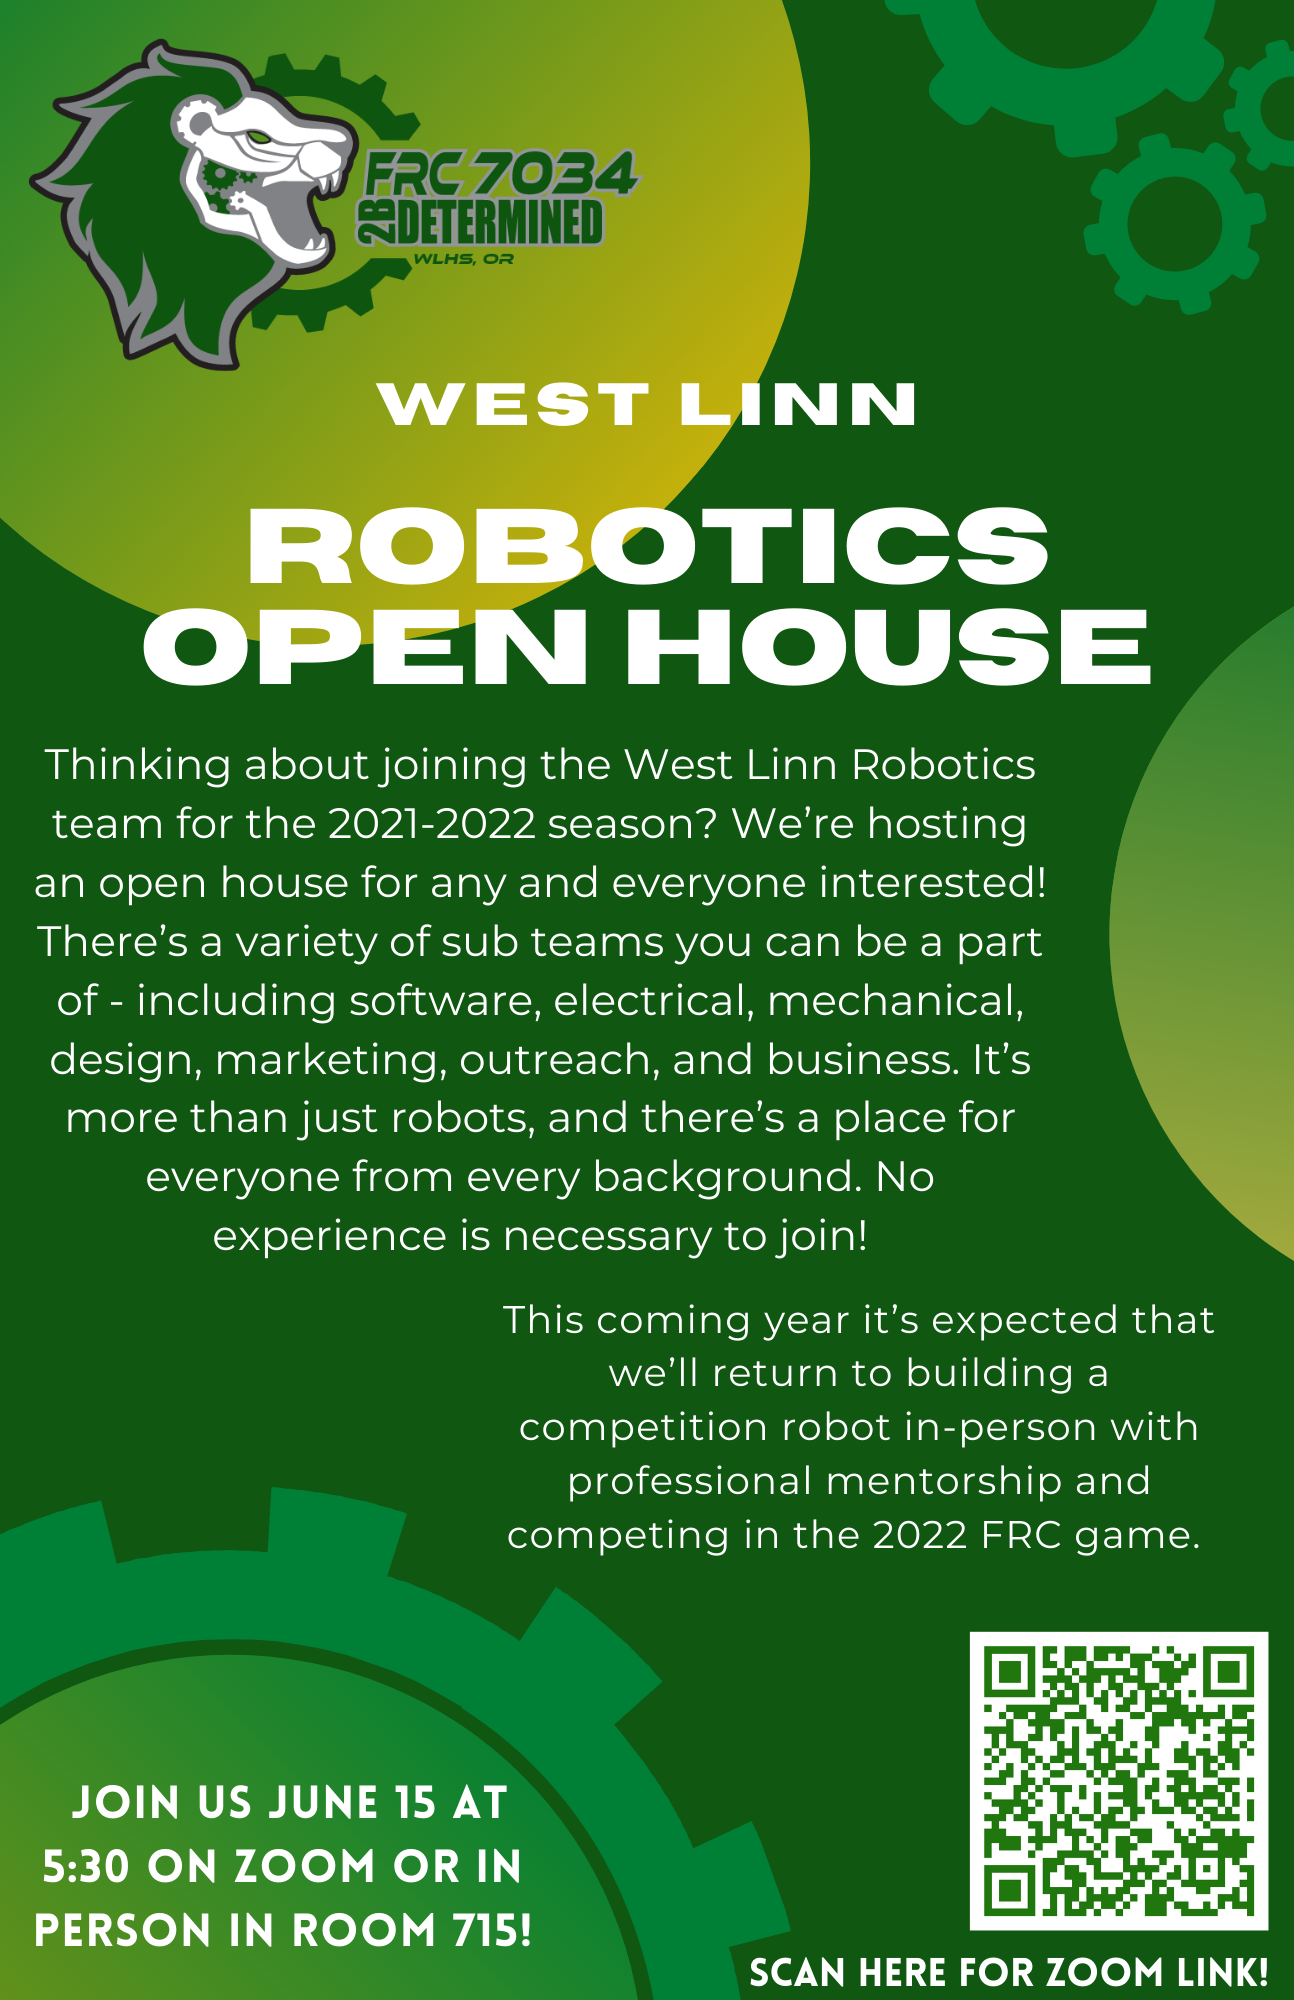 FRC 7034
2B DETERMINED
WLHS, OR
WEST LINN
ROBOTICS
OPEN HOUSE
Thinking about joining the West Linn Robotics
team for the 2021-2022 season? We’re hosting
an open house for any and everyone interested!
There’s a variety of sub teams you can be a part
of - including software, electrical, mechanical,
design, marketing, outreach, and business. It’s
more than just robots, and there’s a place for
everyone from every background. No
experience is necessary to join!
This coming year it’s expected that
we’ll return to building a
competition robot in-person with
professional mentorship and
competing in the 2022 FRC game.
JOIN US JUNE 15 AT
5:30 ON ZOOM OR IN
PERSON IN ROOM 715!
SCAN HERE FOR ZOOM LINK!